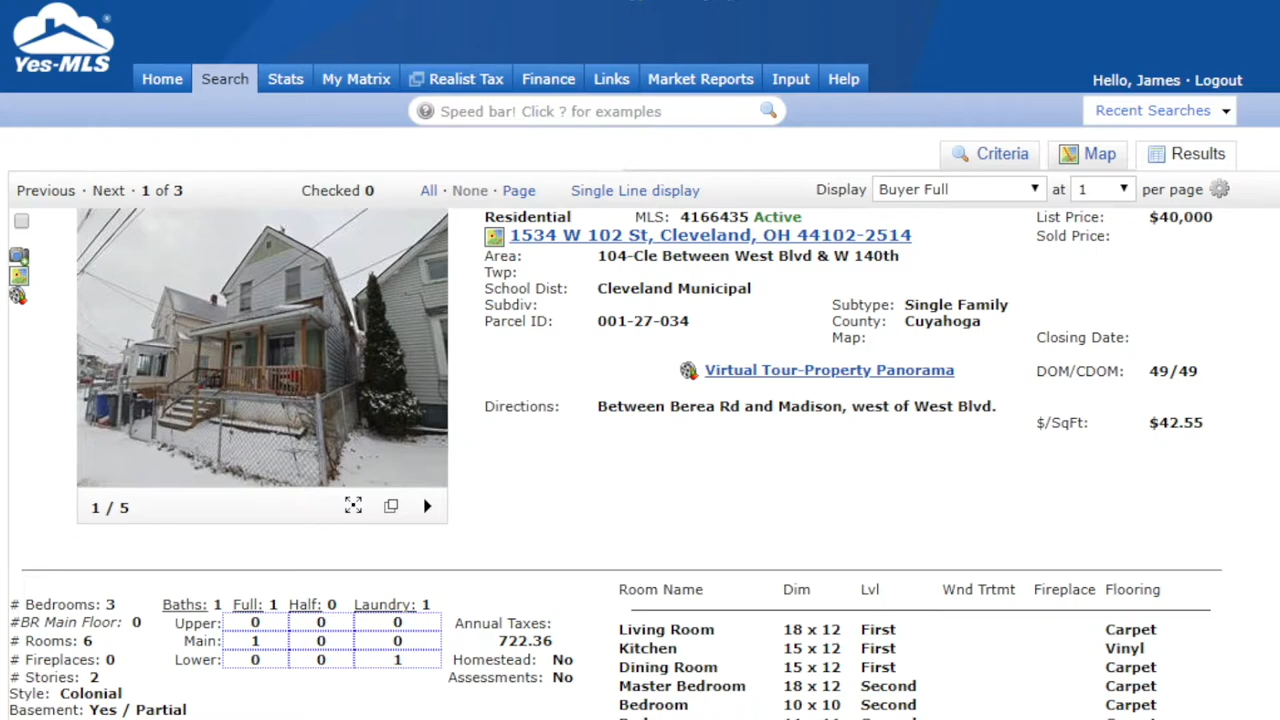 Yes-MLS
Home Search Stats My Matrix Realist Tax Finance Links Market Reports Input Help
Hello, James · Logout
Speed bar! Click ? for examples
Recent Searches
Criteria Map Results
Previous · Next · 1 of 3 Checked 0 All · None · Page Single Line display Display Buyer Full at 1 per page
Residential MLS: 4166435 Active List Price: $40,000
1534 W 102 St, Cleveland, OH 44102-2514 Sold Price:
Area: 104-Cle Between West Blvd & W 140th
Twp:
School Dist: Cleveland Municipal
Subdiv: Subtype: Single Family
Parcel ID: 001-27-034 County: Cuyahoga
Map: Closing Date:
Virtual Tour-Property Panorama DOM/CDOM: 49/49
Directions: Between Berea Rd and Madison, west of West Blvd.
$/SqFt: $42.55
1 / 5
# Bedrooms: 3 Baths: 1 Full: 1 Half: 0 Laundry: 1
#BR Main Floor: 0 Upper: 0 0 0 Annual Taxes:
# Rooms: 6 Main: 1 0 0 722.36
# Fireplaces: 0 Lower: 0 0 1 Homestead: No
# Stories: 2 Assessments: No
Style: Colonial
Basement: Yes / Partial
Room Name Dim Lvl Wnd Trtmt Fireplace Flooring
Living Room 18 x 12 First Carpet
Kitchen 15 x 12 First Vinyl
Dining Room 15 x 12 First Carpet
Master Bedroom 18 x 12 Second Carpet
Bedroom 10 x 10 Second Carpet